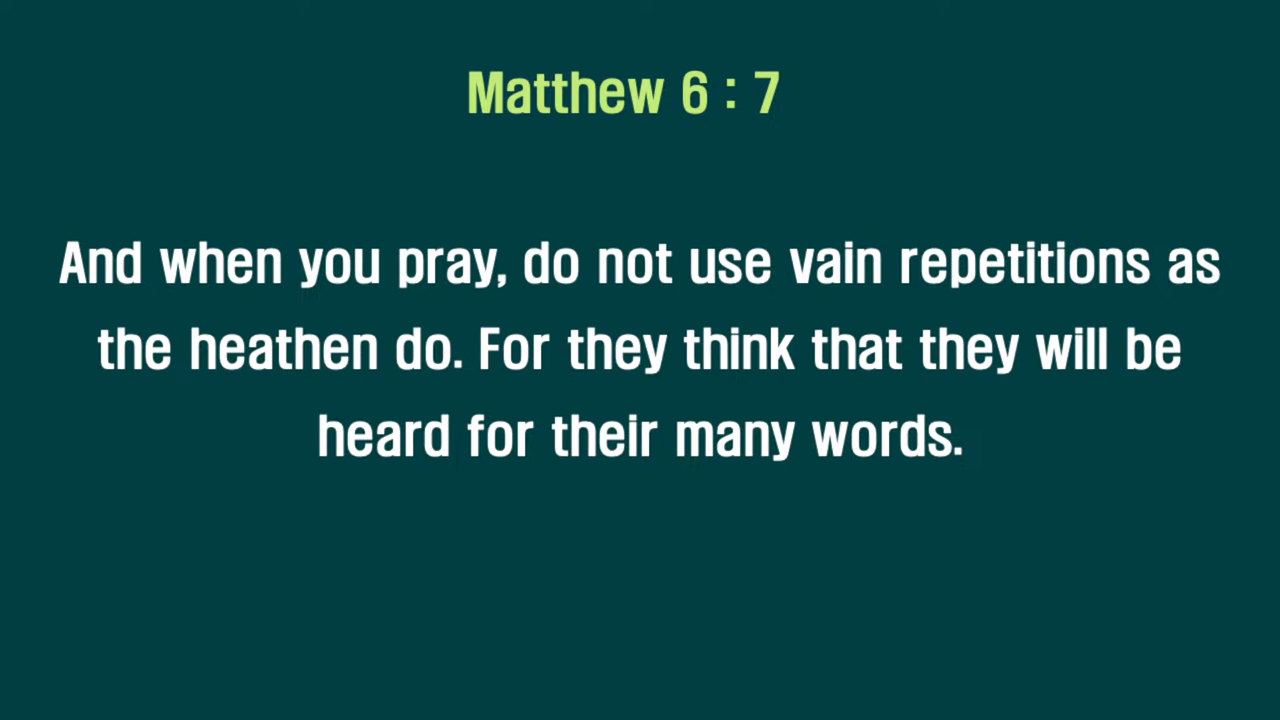 Matthew 6 : 7
And when you pray, do not use vain repetitions as
the heathen do. For they think that they will be
heard for their many words.